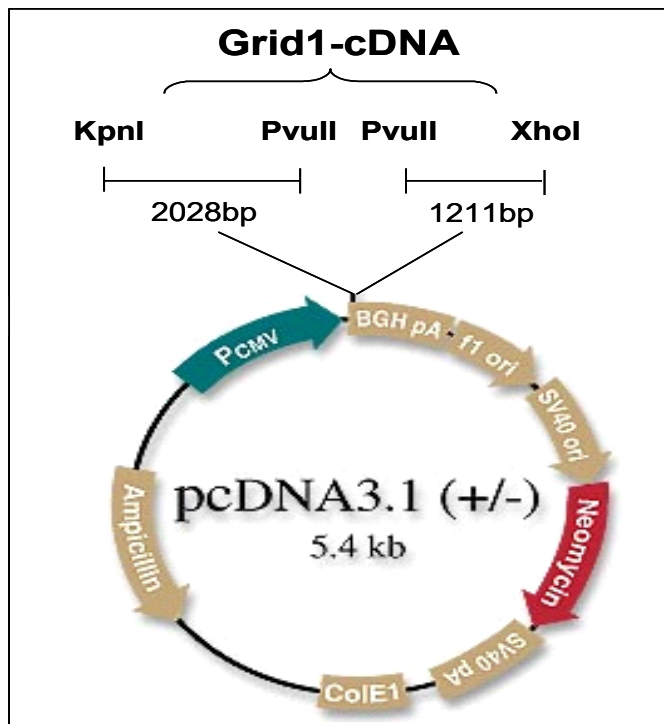 Grid1-cDNA
KpnI PvuII PvuII XhoI
2028bp 1211bp
PCMV
BGH pA
f1 ori
SV40 ori
Neomycin
SV40 pA
ColE1
Ampicillin
pcDNA3.1 (+/-)
5.4 kb